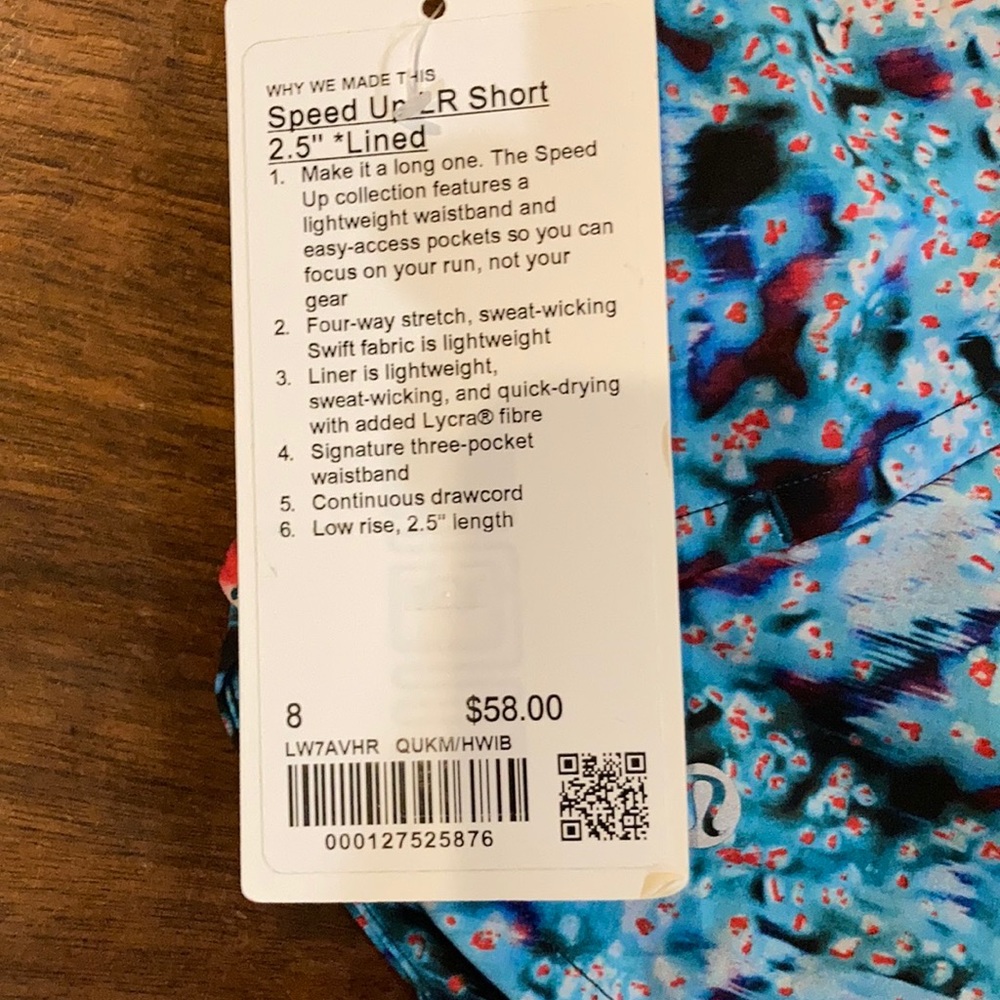 WHY WE MADE THIS
Speed Up LR Short
2.5" *Lined
1. Make it a long one. The Speed
Up collection features a
lightweight waistband and
easy-access pockets so you can
focus on your run, not your
gear
2. Four-way stretch, sweat-wicking
Swift fabric is lightweight
3. Liner is lightweight,
sweat-wicking, and quick-drying
with added Lycra® fibre
4. Signature three-pocket
waistband
5. Continuous drawcord
6. Low rise, 2.5" length
8 $58.00
LW7AVHR QUKM/HWIB
000127525876